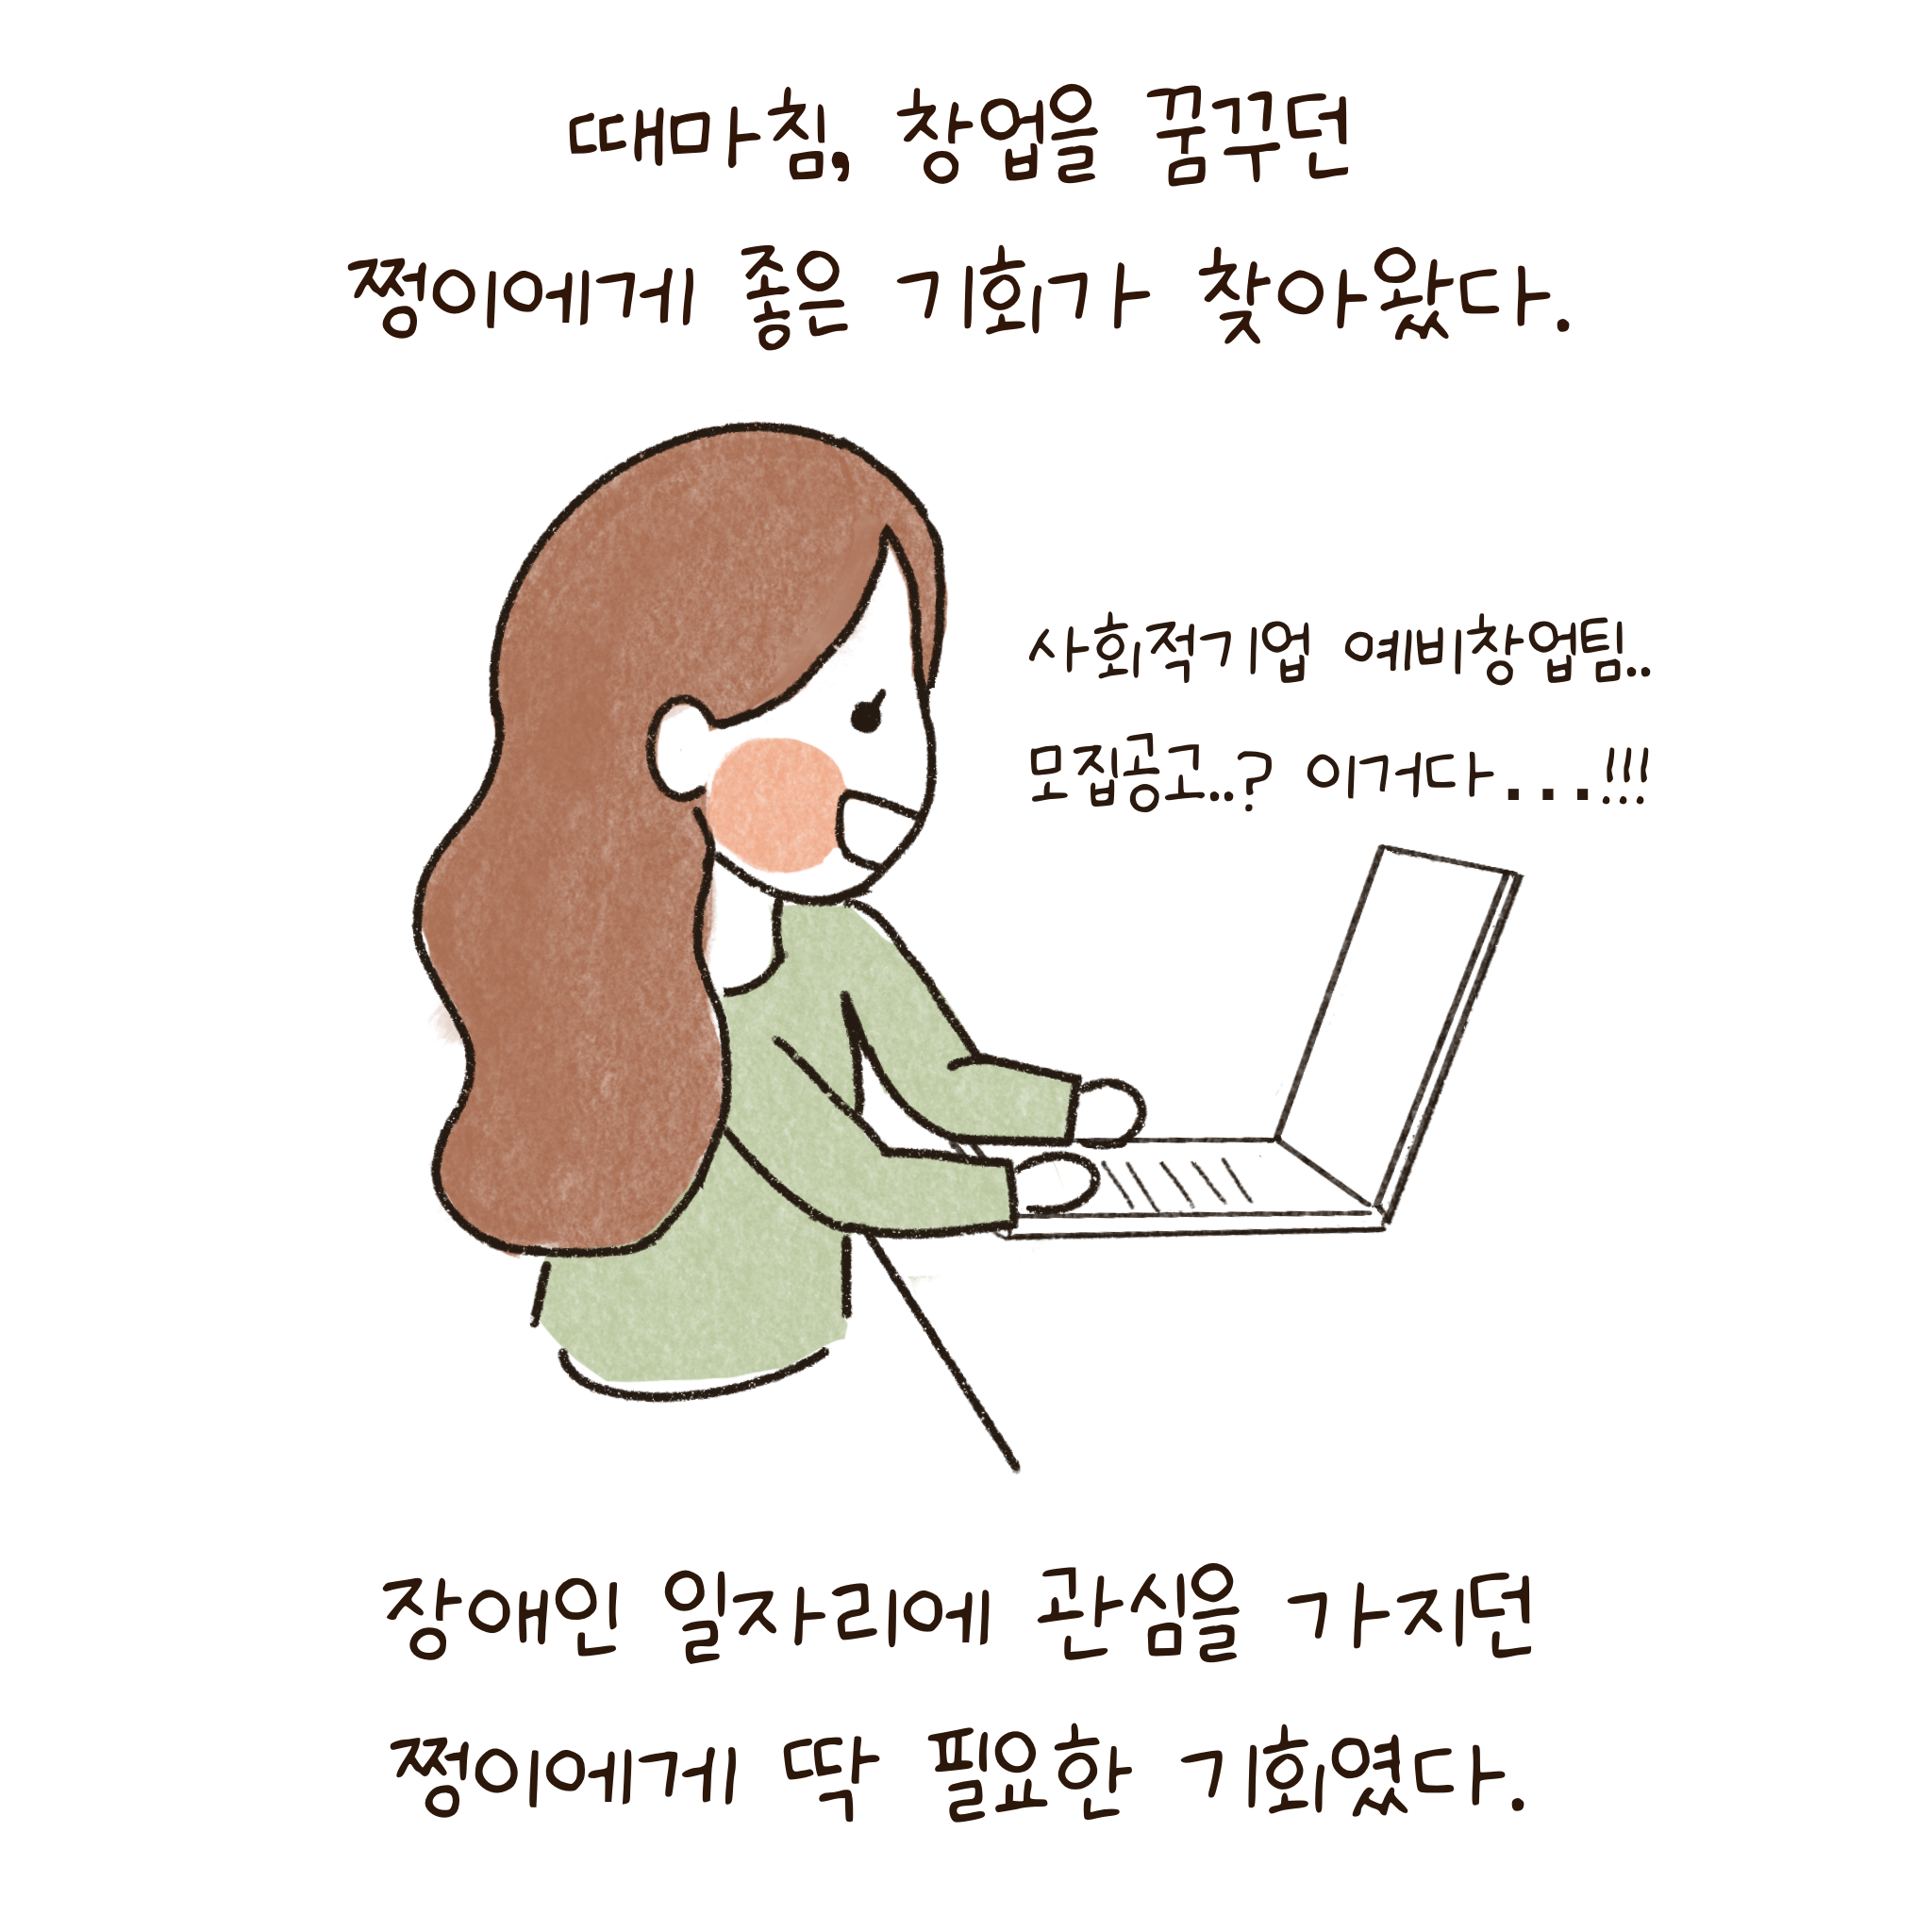 때마침, 창업을 꿈꾸던
쩡이에게 좋은 기회가 찾아왔다.
사회적기업 예비창업팀..
모집공고..? 이거다...!!!
장애인 일자리에 관심을 가지던
쩡이에게 딱 필요한 기회였다.